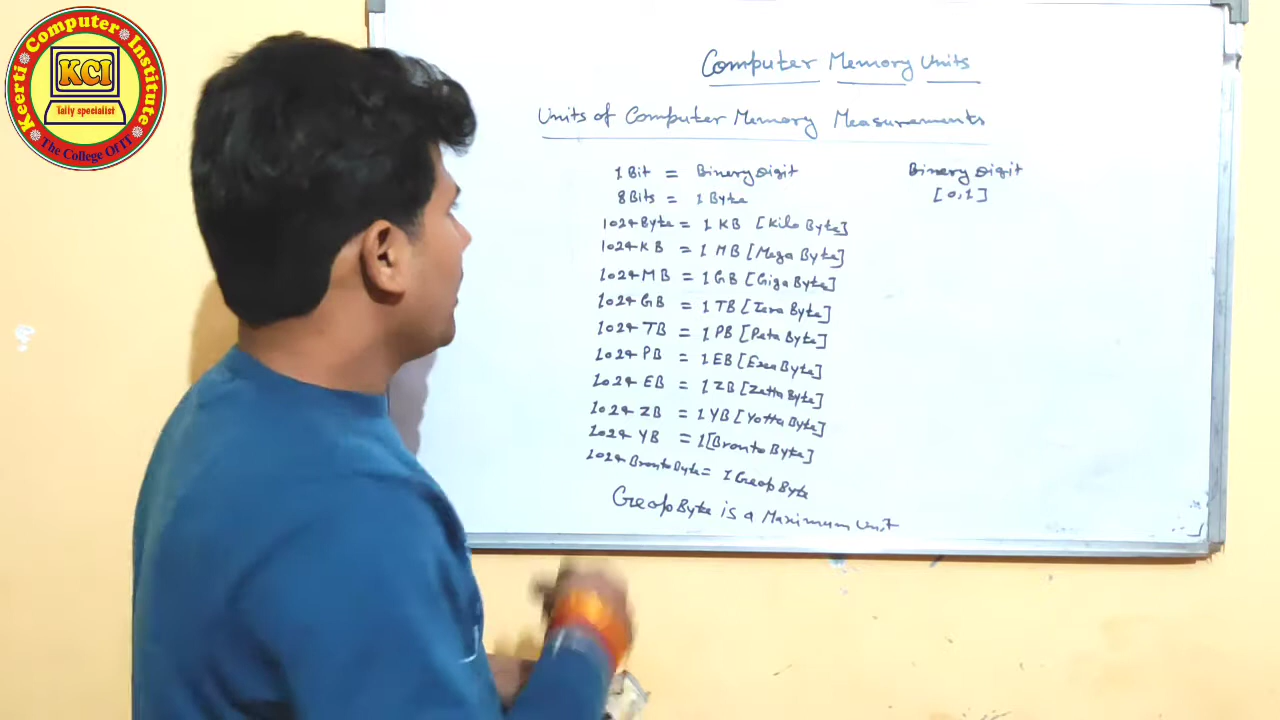 Keerti Computer Institute
KCI
Tally specialist
The College Of IT
Computer Memory Units
Units of Computer Memory Measurements
1 Bit = Binary Digit
8 Bits = 1 Byte
1024 Byte = 1 KB [Kilo Byte]
1024 KB = 1 MB [Mega Byte]
1024 MB = 1 GB [Giga Byte]
1024 GB = 1 TB [Tera Byte]
1024 TB = 1 PB [Peta Byte]
1024 PB = 1 EB [Exa Byte]
1024 EB = 1 ZB [Zetta Byte]
1024 ZB = 1 YB [Yotta Byte]
1024 YB = 1 [Bronto Byte]
1024 BrontoByte = 1 Geop Byte
GeopByte is a Maximum Unit
Binary Digit
[0,1]